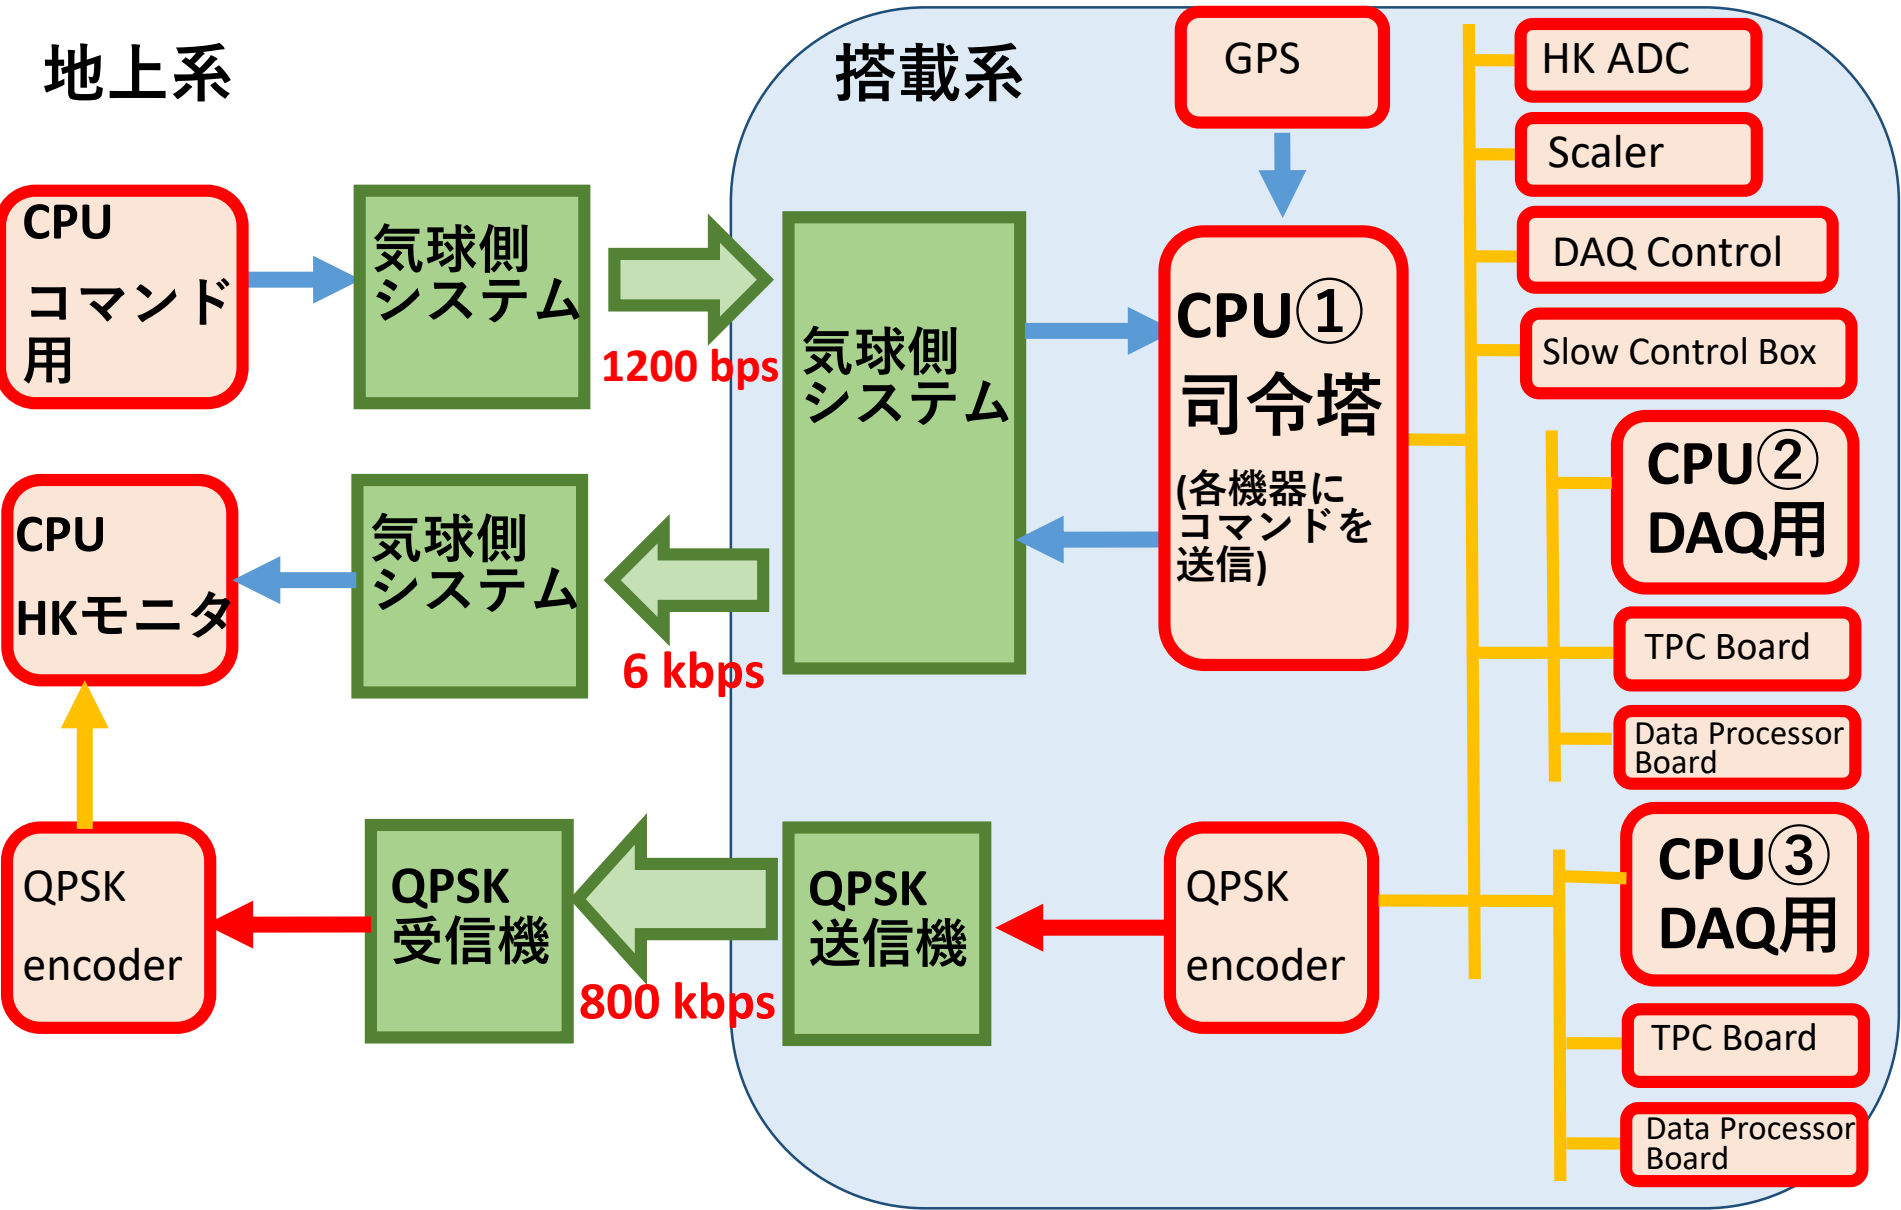 地上系
搭載系
GPS
HK ADC
Scaler
DAQ Control
Slow Control Box
CPU
コマンド
用
気球側
システム
1200 bps
気球側
システム
CPU①
司令塔
(各機器に
コマンドを
送信)
CPU②
DAQ用
TPC Board
Data Processor
Board
CPU
HKモニタ
気球側
システム
6 kbps
QPSK
encoder
QPSK
受信機
800 kbps
QPSK
送信機
QPSK
encoder
CPU③
DAQ用
TPC Board
Data Processor
Board